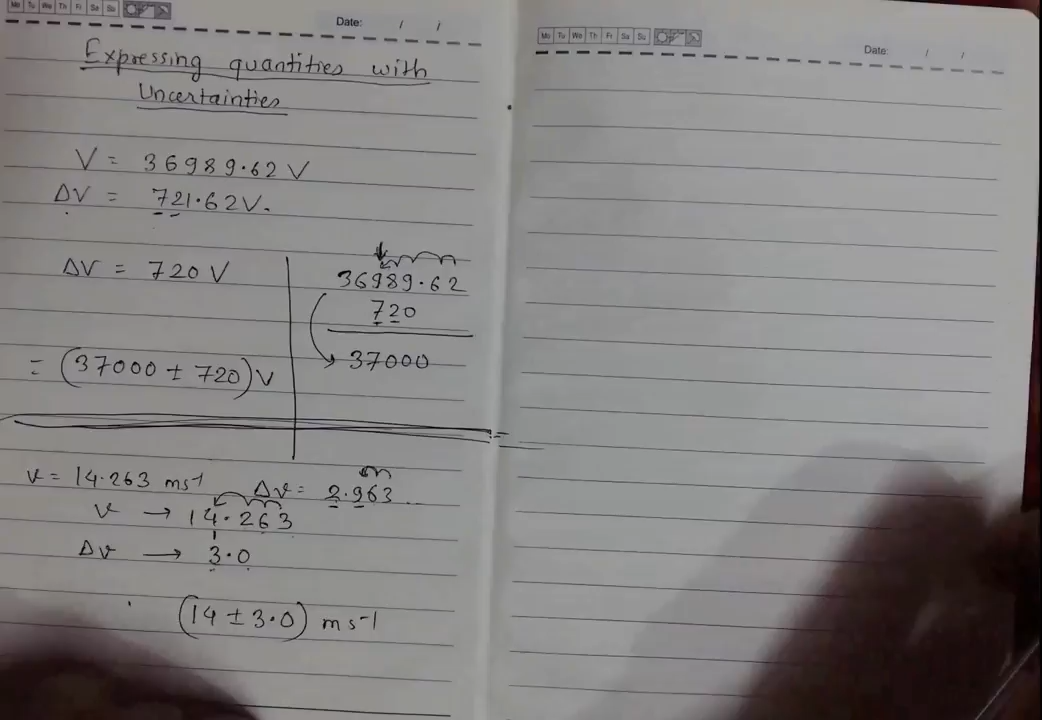 Mo Tu We Th Fr Sa Su
Date: / /
Expressing quantities with
Uncertainties
V = 36989.62 V
ΔV = 721.62V.
ΔV = 720 V
36989.62
720
37000
= (37000 ± 720) V
v = 14.263 ms⁻¹ Δv = 2.963
v → 14.263
Δv → 3.0
(14 ± 3.0) ms⁻¹
Mo Tu We Th Fr Sa Su
Date: / /